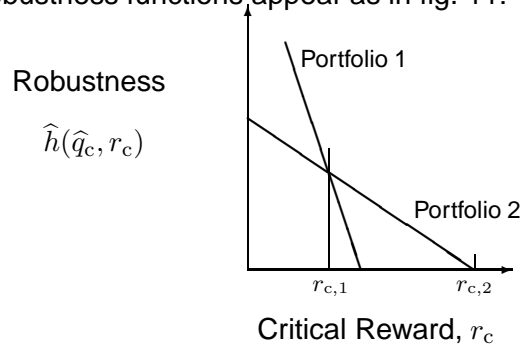 bustness functions appear as in fig. 11.
Portfolio 1
Robustness
ĥ(q̂c, rc)
Portfolio 2
rc,1 rc,2
Critical Reward, rc